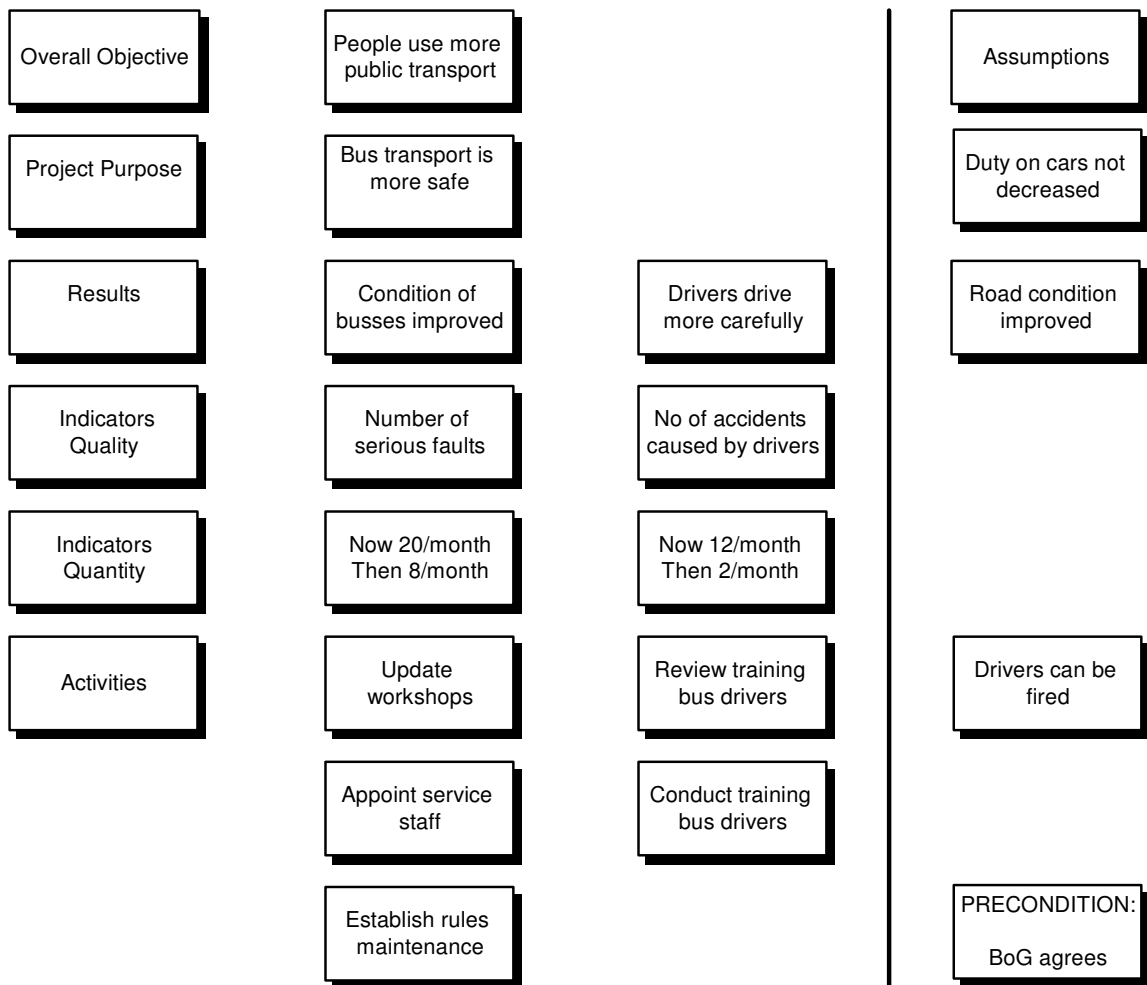 Overall Objective
People use more
public transport
Assumptions
Project Purpose
Bus transport is
more safe
Duty on cars not
decreased
Results
Condition of
busses improved
Drivers drive
more carefully
Road condition
improved
Indicators
Quality
Number of
serious faults
No of accidents
caused by drivers
Indicators
Quantity
Now 20/month
Then 8/month
Now 12/month
Then 2/month
Activities
Update
workshops
Review training
bus drivers
Drivers can be
fired
Appoint service
staff
Conduct training
bus drivers
Establish rules
maintenance
PRECONDITION:
BoG agrees